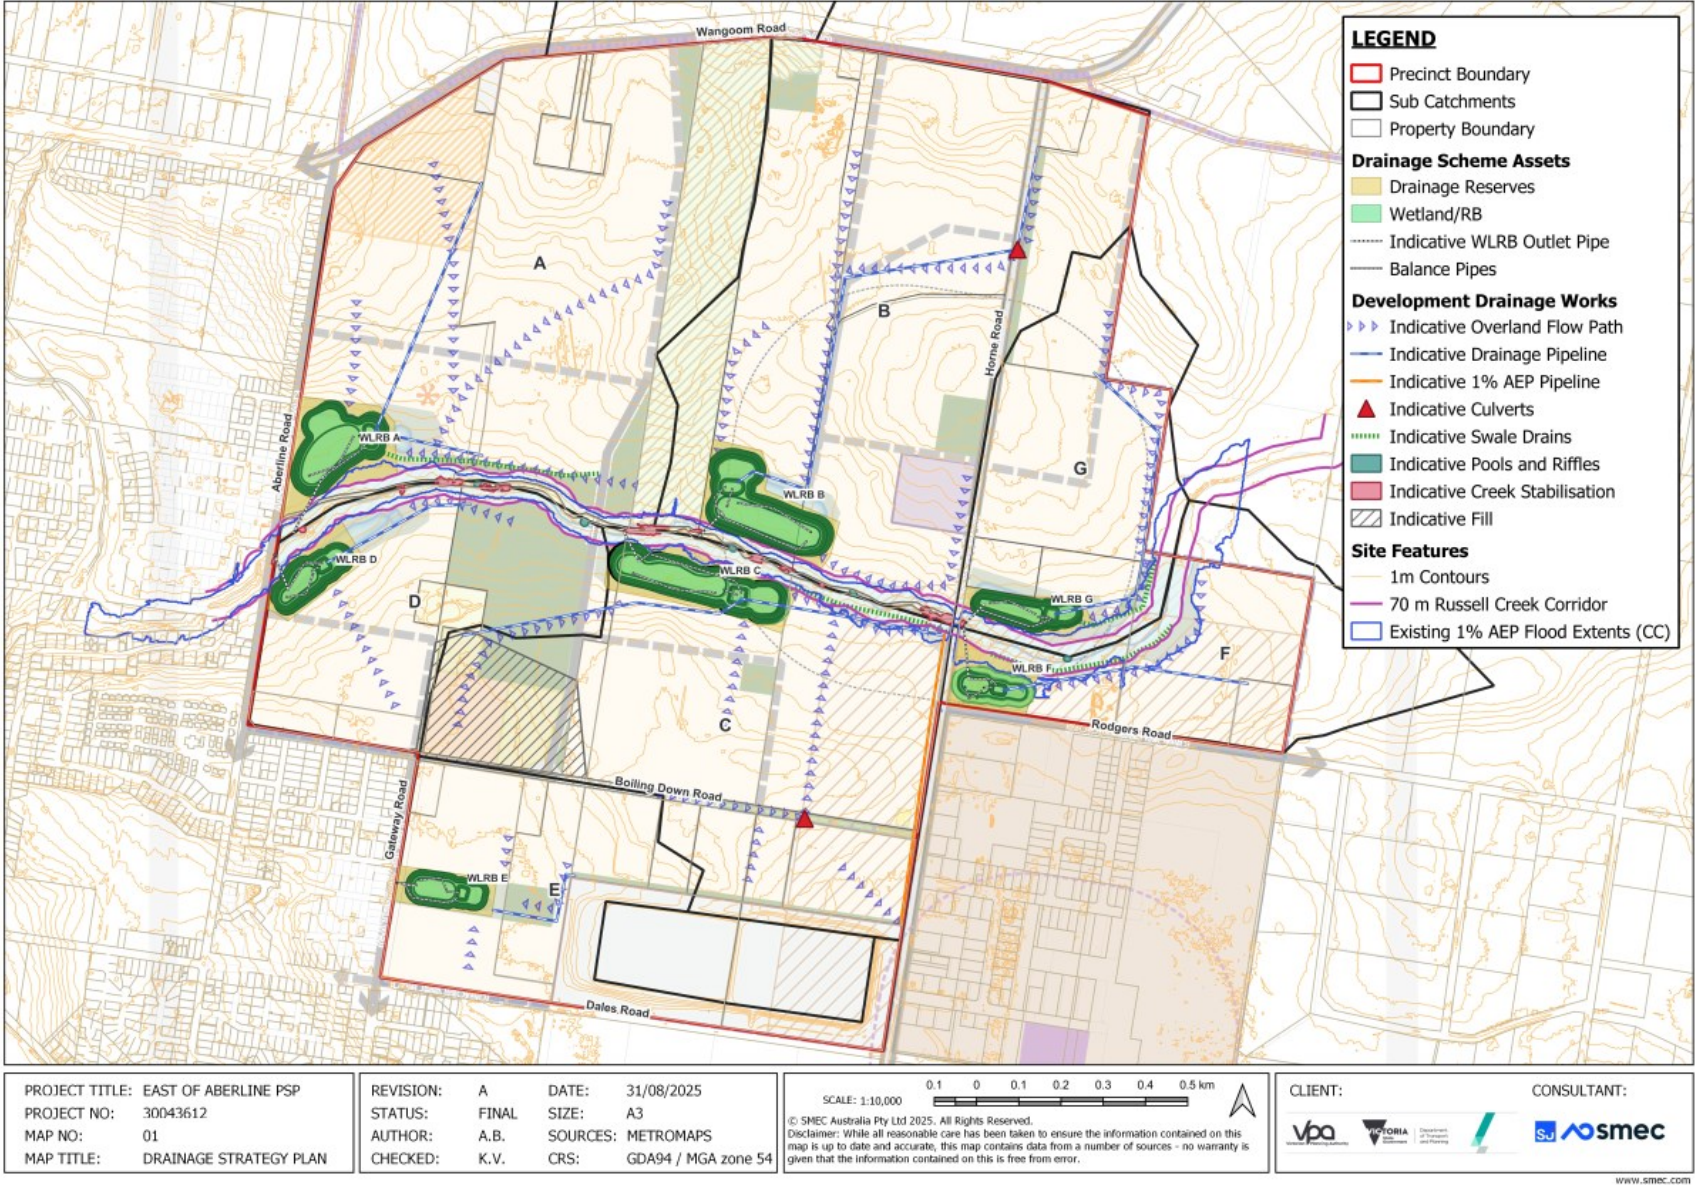 Wangoom Road
LEGEND
Precinct Boundary
Sub Catchments
Property Boundary
Drainage Scheme Assets
Drainage Reserves
Wetland/RB
Indicative WLRB Outlet Pipe
Balance Pipes
Development Drainage Works
Indicative Overland Flow Path
Indicative Drainage Pipeline
Indicative 1% AEP Pipeline
Indicative Culverts
Indicative Swale Drains
Indicative Pools and Riffles
Indicative Creek Stabilisation
Indicative Fill
Site Features
1m Contours
70 m Russell Creek Corridor
Existing 1% AEP Flood Extents (CC)
A
B
Horne Road
Aberline Road
WLRB A
G
WLRB B
WLRB D
WLRB C
D
WLRB G
F
WLRB F
C
Rodgers Road
Boiling Down Road
Gateway Road
WLRB E
E
Dales Road
PROJECT TITLE: EAST OF ABERLINE PSP
PROJECT NO: 30043612
MAP NO: 01
MAP TITLE: DRAINAGE STRATEGY PLAN
REVISION: A DATE: 31/08/2025
STATUS: FINAL SIZE: A3
AUTHOR: A.B. SOURCES: METROMAPS
CHECKED: K.V. CRS: GDA94 / MGA zone 54
0.1 0 0.1 0.2 0.3 0.4 0.5 km
SCALE: 1:10,000
© SMEC Australia Pty Ltd 2025. All Rights Reserved.
Disclaimer: While all reasonable care has been taken to ensure the information contained on this
map is up to date and accurate, this map contains data from a number of sources - no warranty is
given that the information contained on this is free from error.
CLIENT: CONSULTANT:
vpa
VICTORIA
Department
of Transport
and Planning
SJ smec
www.smec.com